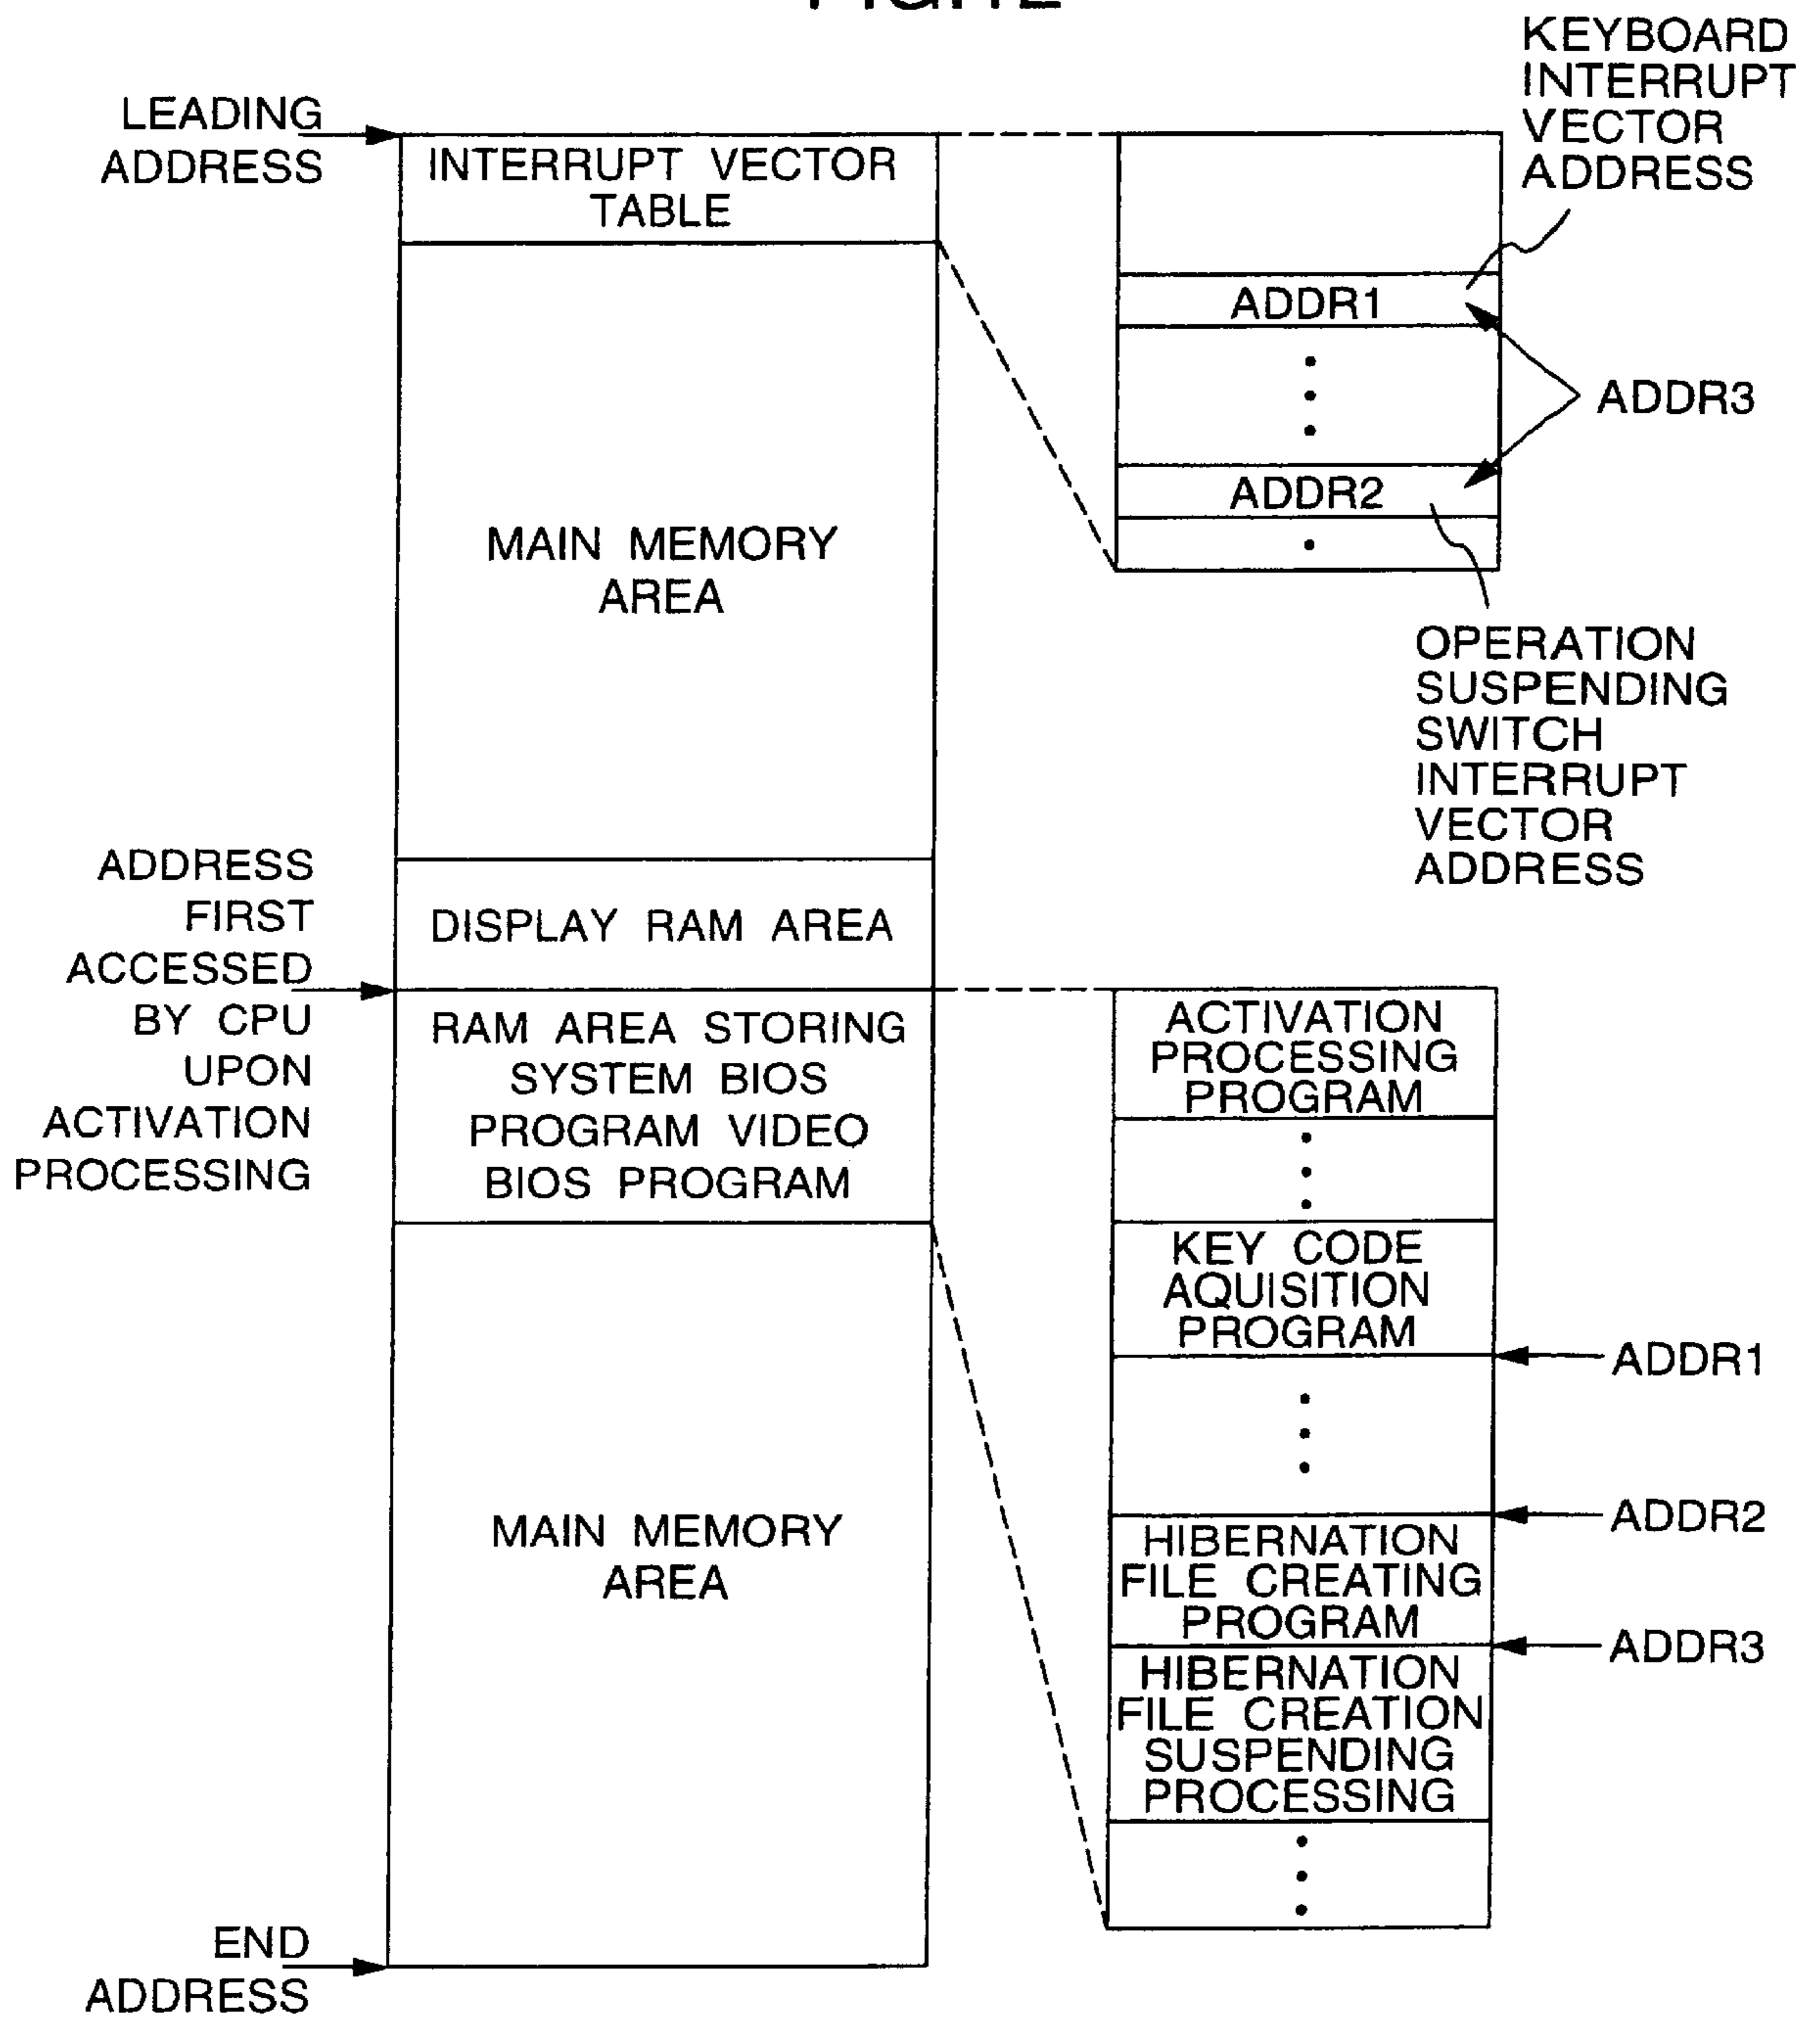 LEADING
ADDRESS
INTERRUPT VECTOR
TABLE
MAIN MEMORY
AREA
KEYBOARD
INTERRUPT
VECTOR
ADDRESS
ADDR1
ADDR3
ADDR2
OPERATION
SUSPENDING
SWITCH
INTERRUPT
VECTOR
ADDRESS
ADDRESS
FIRST
ACCESSED
BY CPU
UPON
ACTIVATION
PROCESSING
DISPLAY RAM AREA
RAM AREA STORING
SYSTEM BIOS
PROGRAM VIDEO
BIOS PROGRAM
ACTIVATION
PROCESSING
PROGRAM
KEY CODE
AQUISITION
PROGRAM
ADDR1
ADDR2
HIBERNATION
FILE CREATING
PROGRAM
ADDR3
HIBERNATION
FILE CREATION
SUSPENDING
PROCESSING
MAIN MEMORY
AREA
END
ADDRESS